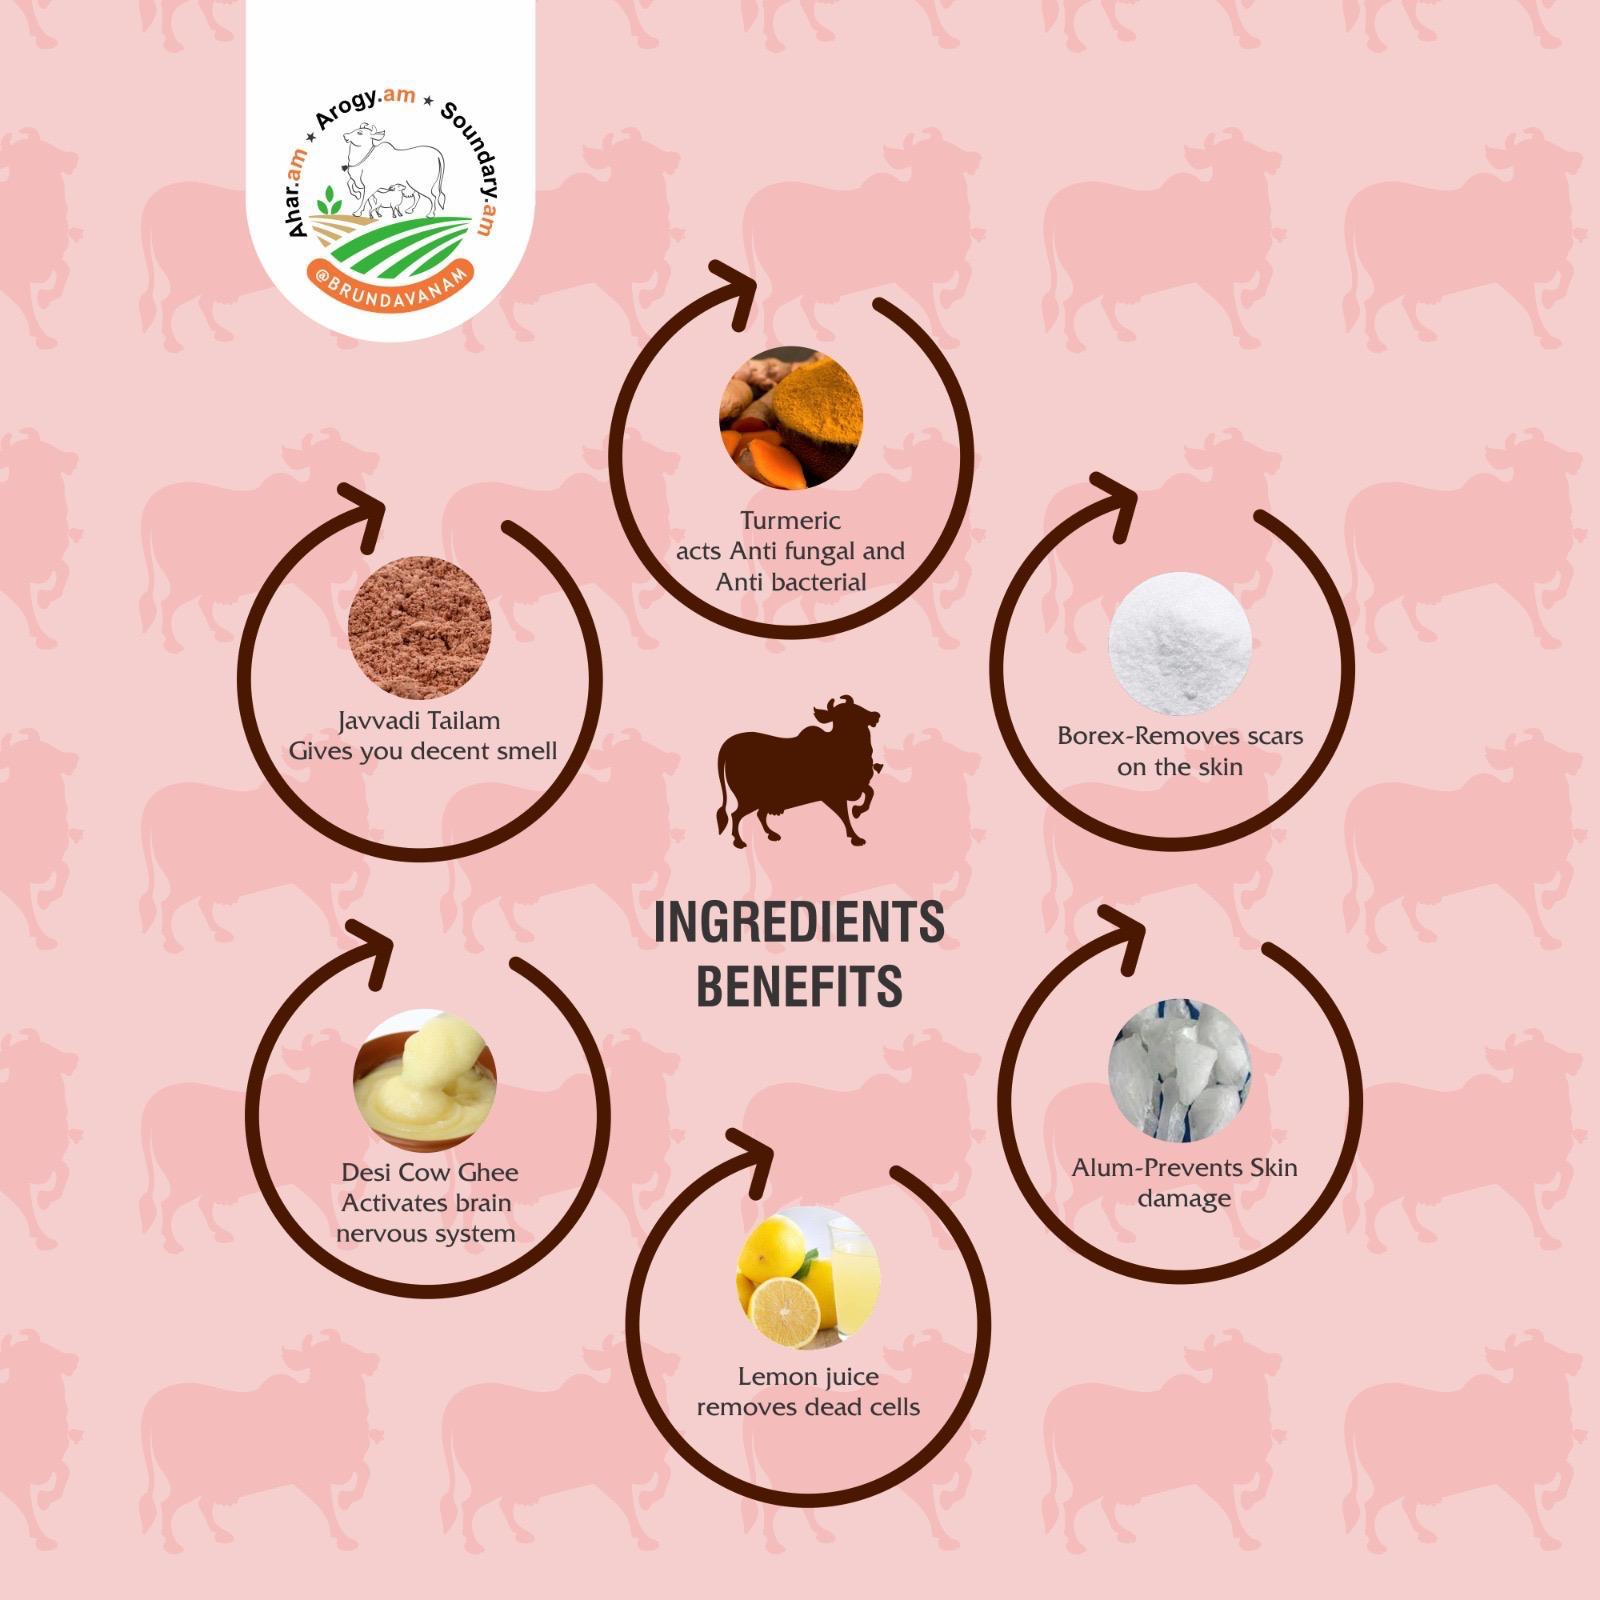 Ahar.am ★ Arogy.am ★ Soundary.am
@BRUNDAVANAM
Turmeric
acts Anti fungal and
Anti bacterial
Javvadi Tailam
Gives you decent smell
Borex-Removes scars
on the skin
INGREDIENTS
BENEFITS
Desi Cow Ghee
Activates brain
nervous system
Alum-Prevents Skin
damage
Lemon juice
removes dead cells